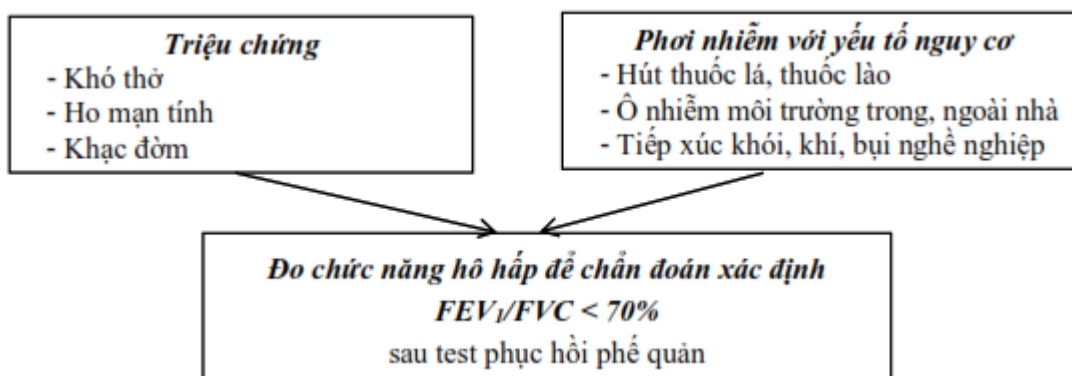 Triệu chứng
- Khó thở
- Ho mạn tính
- Khạc đờm
Phơi nhiễm với yếu tố nguy cơ
- Hút thuốc lá, thuốc lào
- Ô nhiễm môi trường trong, ngoài nhà
- Tiếp xúc khói, khí, bụi nghề nghiệp
Đo chức năng hô hấp để chẩn đoán xác định
FEV₁/FVC < 70%
sau test phục hồi phế quản